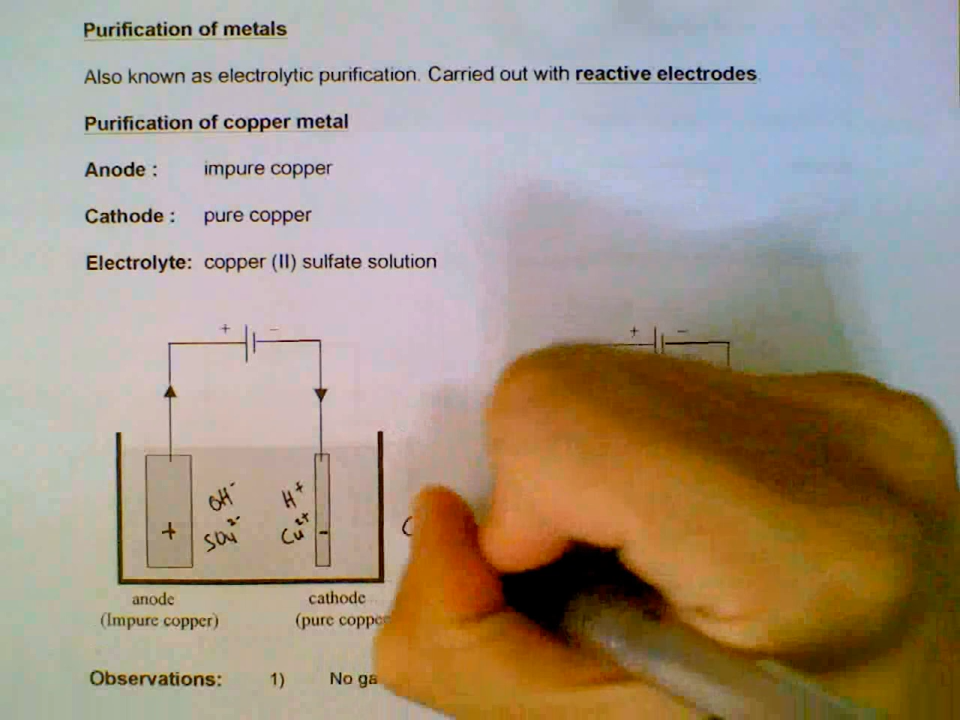 Purification of metals
Also known as electrolytic purification. Carried out with reactive electrodes.
Purification of copper metal
Anode : impure copper
Cathode : pure copper
Electrolyte: copper (II) sulfate solution
+ − + −
OH⁻ H⁺
+ SO₄²⁻ Cu²⁺ -
anode cathode
(Impure copper) (pure
Observations: 1) No